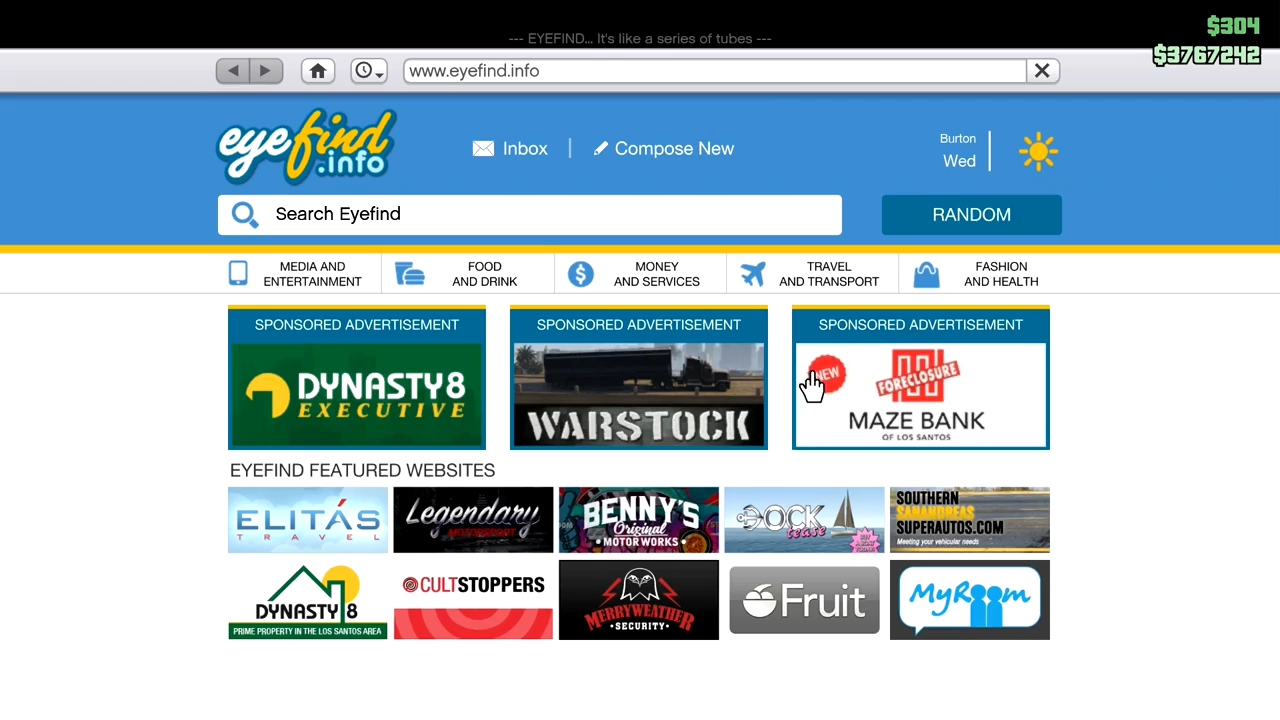 $304
--- EYEFIND... It's like a series of tubes ---
$3767242
www.eyefind.info
eyefind
.info
Inbox
Compose New
Burton
Wed
Search Eyefind
RANDOM
MEDIA AND
ENTERTAINMENT
FOOD
AND DRINK
MONEY
AND SERVICES
TRAVEL
AND TRANSPORT
FASHION
AND HEALTH
SPONSORED ADVERTISEMENT
DYNASTY 8
EXECUTIVE
SPONSORED ADVERTISEMENT
WARSTOCK
SPONSORED ADVERTISEMENT
NEW
FORECLOSURE
MAZE BANK
OF LOS SANTOS
EYEFIND FEATURED WEBSITES
ELITÁS
TRAVEL
Legendary
MOTORSPORT
BENNY'S
Original
MOTOR WORKS
DOCK
tease
SOUTHERN
SANANDREAS
SUPERAUTOS.COM
Meeting your vehicular needs
DYNASTY 8
PRIME PROPERTY IN THE LOS SANTOS AREA
CULTSTOPPERS
MERRYWEATHER
SECURITY
Fruit
MyRoom